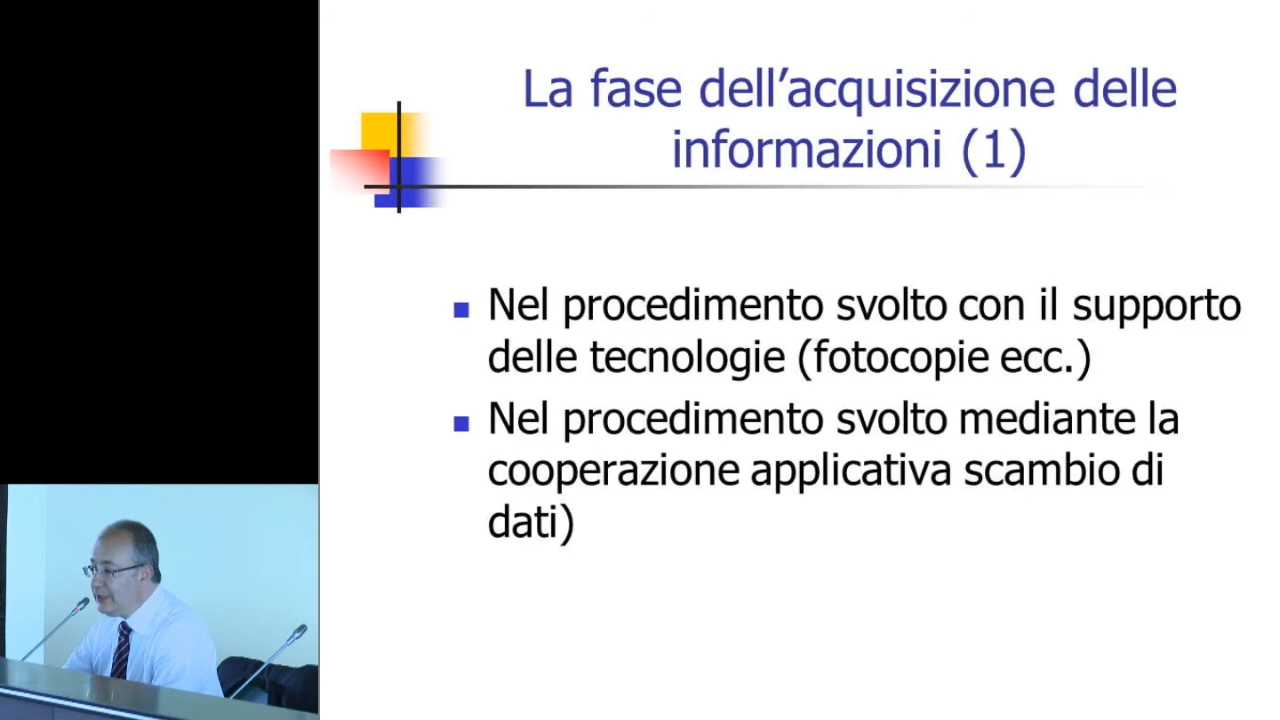 La fase dell’acquisizione delle
informazioni (1)
Nel procedimento svolto con il supporto
delle tecnologie (fotocopie ecc.)
Nel procedimento svolto mediante la
cooperazione applicativa scambio di
dati)